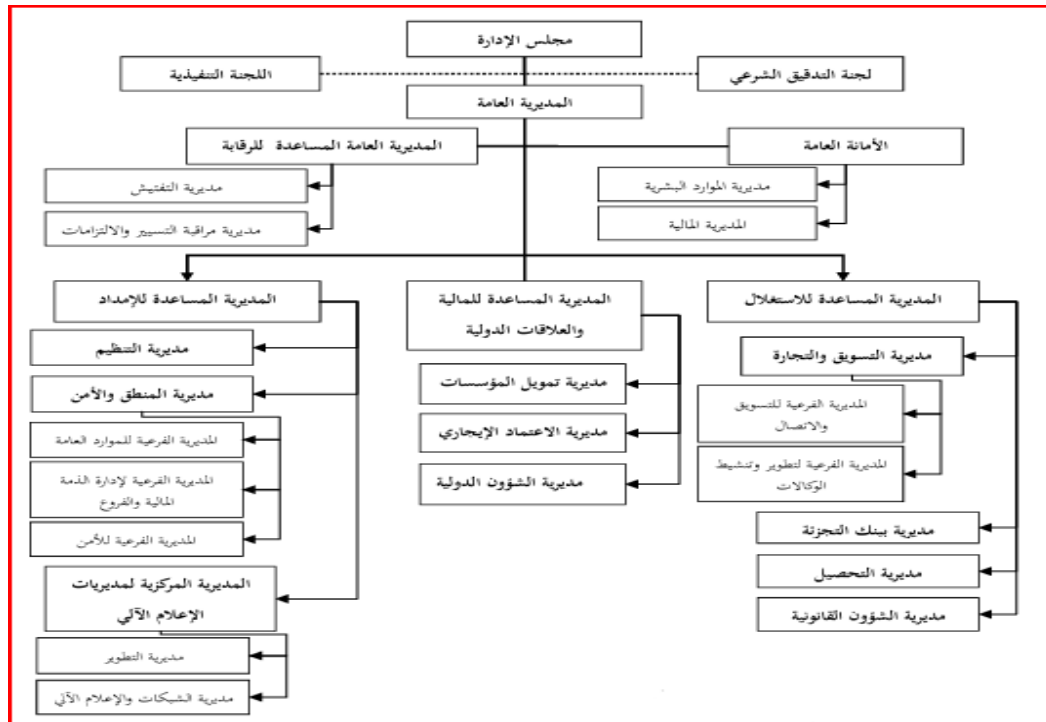 مجلس الإدارة
لجنة التدقيق الشرعي
اللجنة التنفيذية
المديرية العامة
الأمانة العامة
المديرية العامة المساعدة للرقابة
مديرية الموارد البشرية
المديرية المالية
مديرية التفتيش
مديرية مراقبة التسيير والالتزامات
المديرية المساعدة للاستغلال
مديرية التسويق والتجارة
المديرية الفرعية للتسويق
والاتصال
المديرية الفرعية لتطوير وتنشيط
الوكالات
مديرية بينك التجزئة
مديرية التحصيل
مديرية الشؤون القانونية
المديرية المساعدة للمالية
والعلاقات الدولية
مديرية تمويل المؤسسات
مديرية الاعتماد الإيجاري
مديرية الشؤون الدولية
المديرية المساعدة للإمداد
مديرية التنظيم
مديرية المنطق والأمن
المديرية الفرعية للموارد العامة
المديرية الفرعية لإدارة الذمة
المالية والفروع
المديرية الفرعية للأمن
المديرية المركزية لمديريات
الإعلام الآلي
مديرية التطوير
مديرية الشبكات والإعلام الآلي